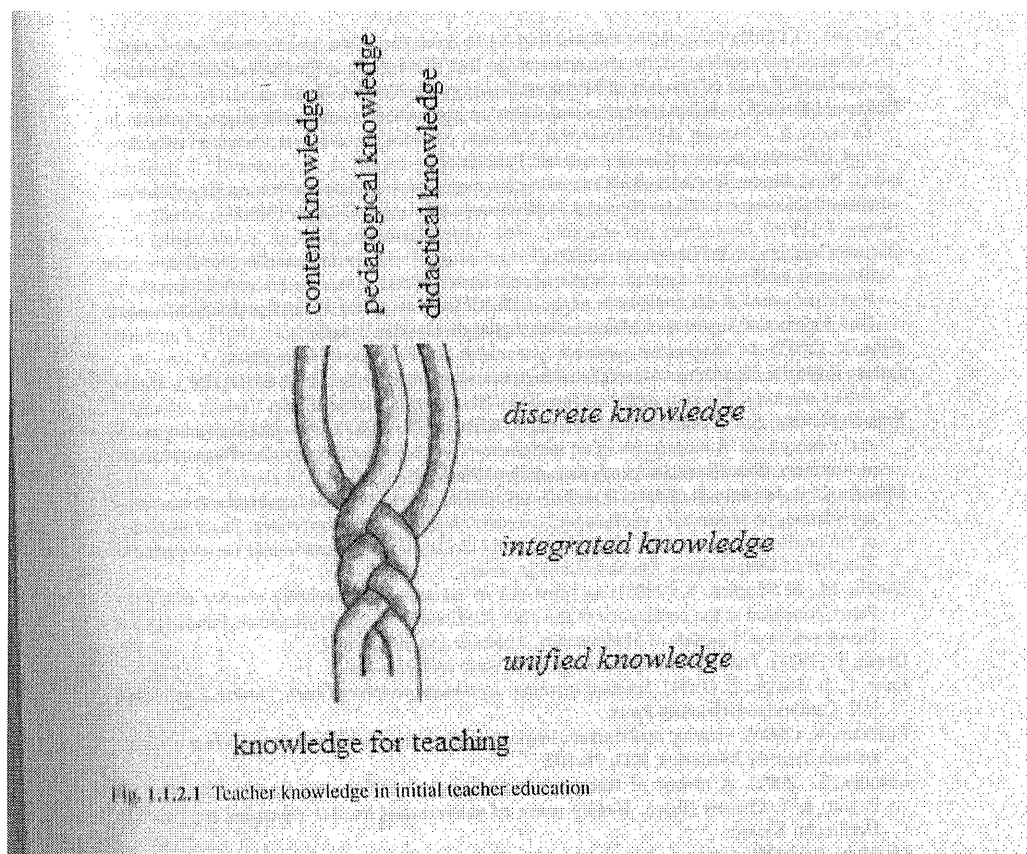 content knowledge
pedagogical knowledge
didactical knowledge
discrete knowledge
integrated knowledge
unified knowledge
knowledge for teaching
Fig. 1.1.2.1 Teacher knowledge in initial teacher education